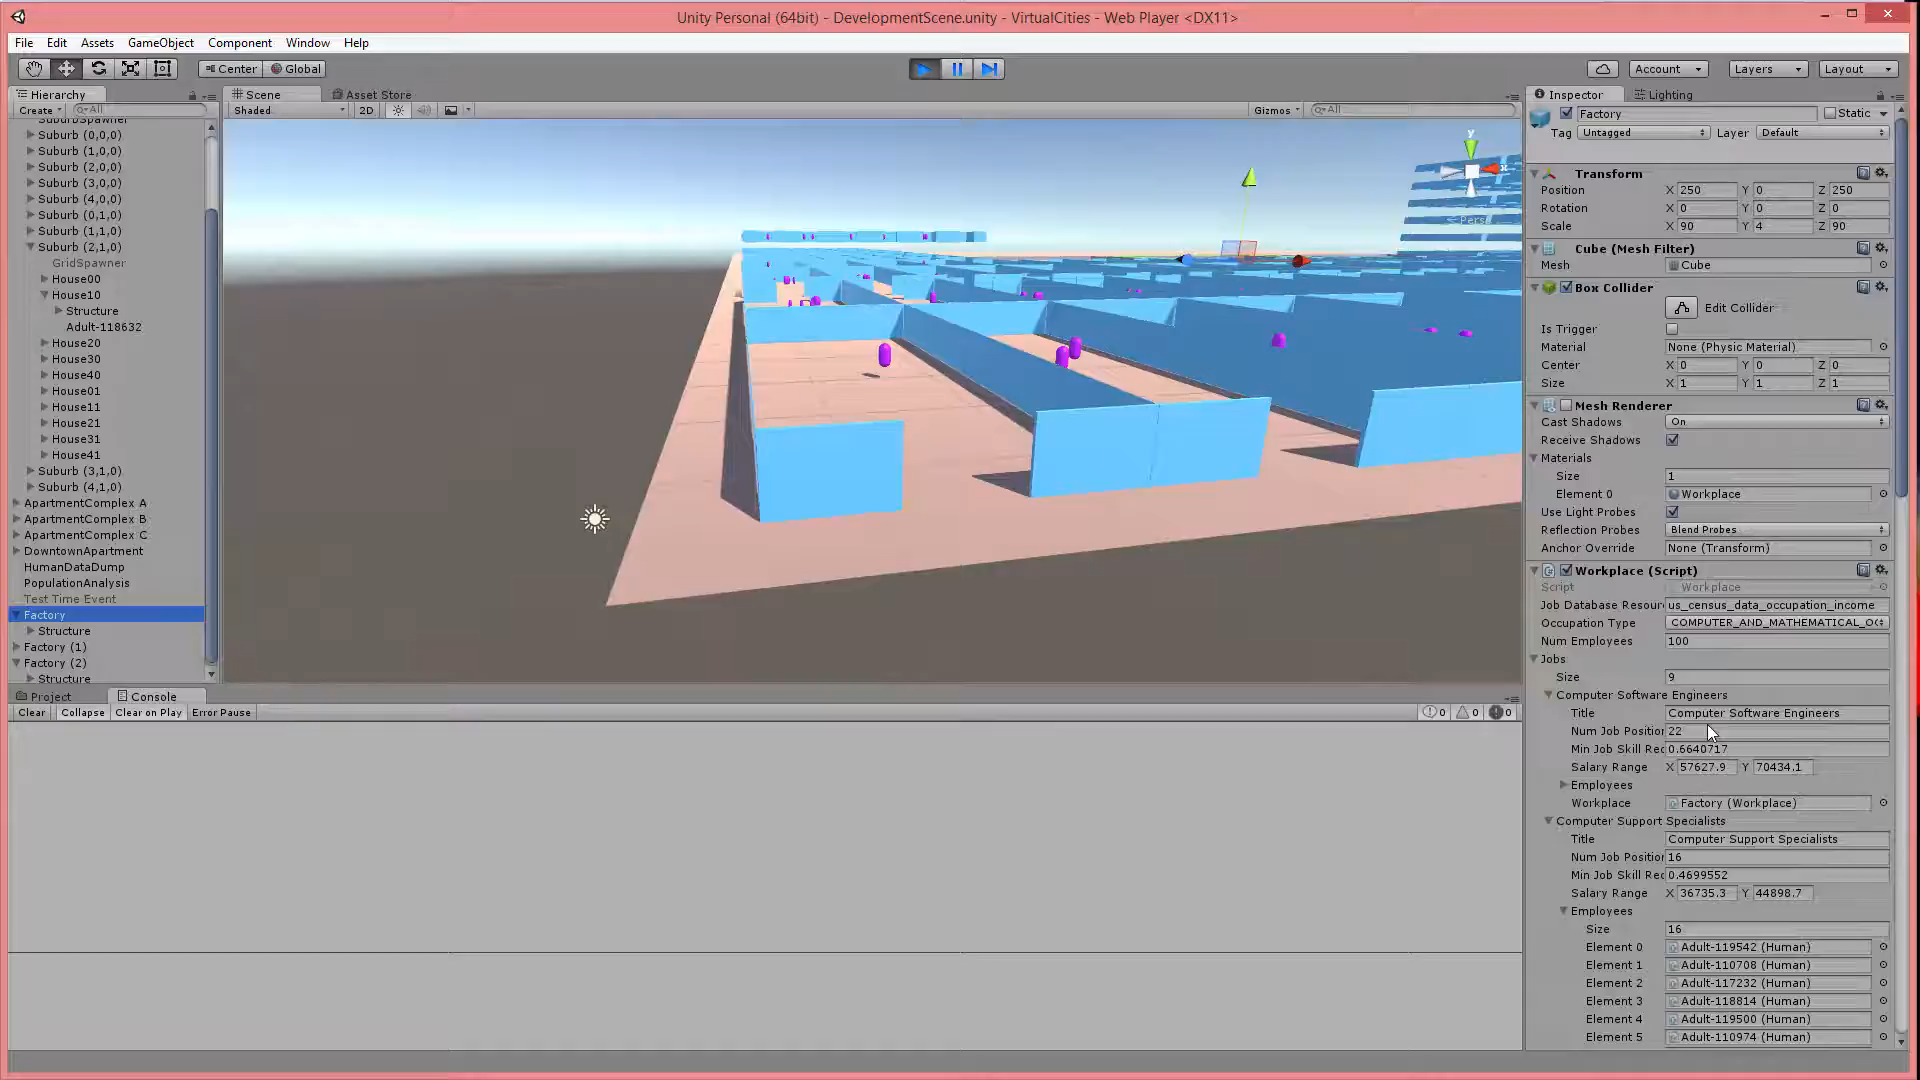 Unity Personal (64bit) - DevelopmentScene.unity - VirtualCities - Web Player <DX11>
File Edit Assets GameObject Component Window Help
Center Global Account Layers Layout
Hierarchy
Create All
SuburbSpawner
Suburb (0,0,0)
Suburb (1,0,0)
Suburb (2,0,0)
Suburb (3,0,0)
Suburb (4,0,0)
Suburb (0,1,0)
Suburb (1,1,0)
Suburb (2,1,0)
GridSpawner
House00
House10
Structure
Adult-118632
House20
House30
House40
House01
House11
House21
House31
House41
Suburb (3,1,0)
Suburb (4,1,0)
ApartmentComplex A
ApartmentComplex B
ApartmentComplex C
DowntownApartment
HumanDataDump
PopulationAnalysis
Test Time Event
Factory
Structure
Factory (1)
Factory (2)
Structure
Scene Asset Store
Shaded 2D Gizmos All
y
x
Project Console
Clear Collapse Clear on Play Error Pause 0 0 0
Inspector Lighting
Factory Static
Tag Untagged Layer Default
Transform
Position X 250 Y 0 Z 250
Rotation X 0 Y 0 Z 0
Scale X 90 Y 4 Z 90
Cube (Mesh Filter)
Mesh Cube
Box Collider
Edit Collider
Is Trigger
Material None (Physic Material)
Center X 0 Y 0 Z 0
Size X 1 Y 1 Z 1
Mesh Renderer
Cast Shadows On
Receive Shadows
Materials
Size 1
Element 0 Workplace
Use Light Probes
Reflection Probes Blend Probes
Anchor Override None (Transform)
Workplace (Script)
Script Workplace
Job Database Resour us_census_data_occupation_income
Occupation Type COMPUTER_AND_MATHEMATICAL_O
Num Employees 100
Jobs
Size 9
Computer Software Engineers
Title Computer Software Engineers
Num Job Position 22
Min Job Skill Rec 0.6640717
Salary Range X 57627.9 Y 70434.1
Employees
Workplace Factory (Workplace)
Computer Support Specialists
Title Computer Support Specialists
Num Job Position 16
Min Job Skill Rec 0.4699552
Salary Range X 36735.3 Y 44898.7
Employees
Size 16
Element 0 Adult-119542 (Human)
Element 1 Adult-110708 (Human)
Element 2 Adult-117232 (Human)
Element 3 Adult-118814 (Human)
Element 4 Adult-119500 (Human)
Element 5 Adult-110974 (Human)